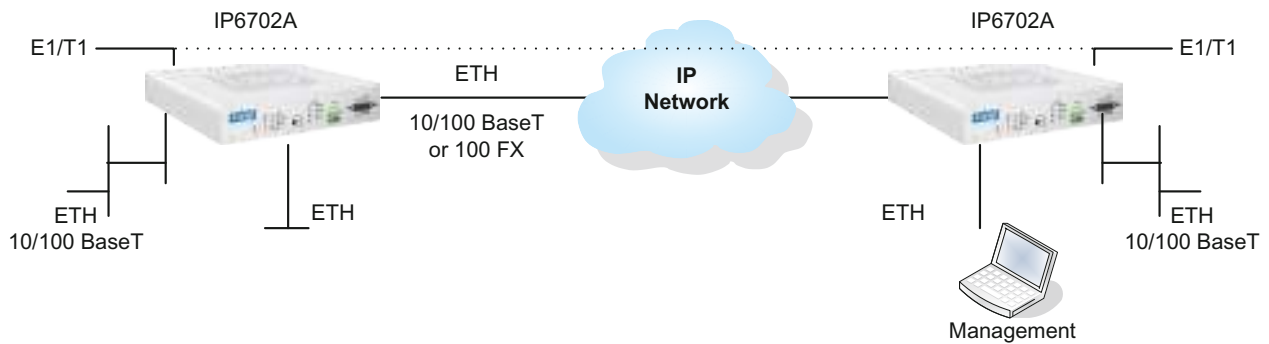 IP6702A
IP6702A
E1/T1
E1/T1
ETH
10/100 BaseT
or 100 FX
IP
Network
ETH
10/100 BaseT
ETH
ETH
ETH
10/100 BaseT
Management